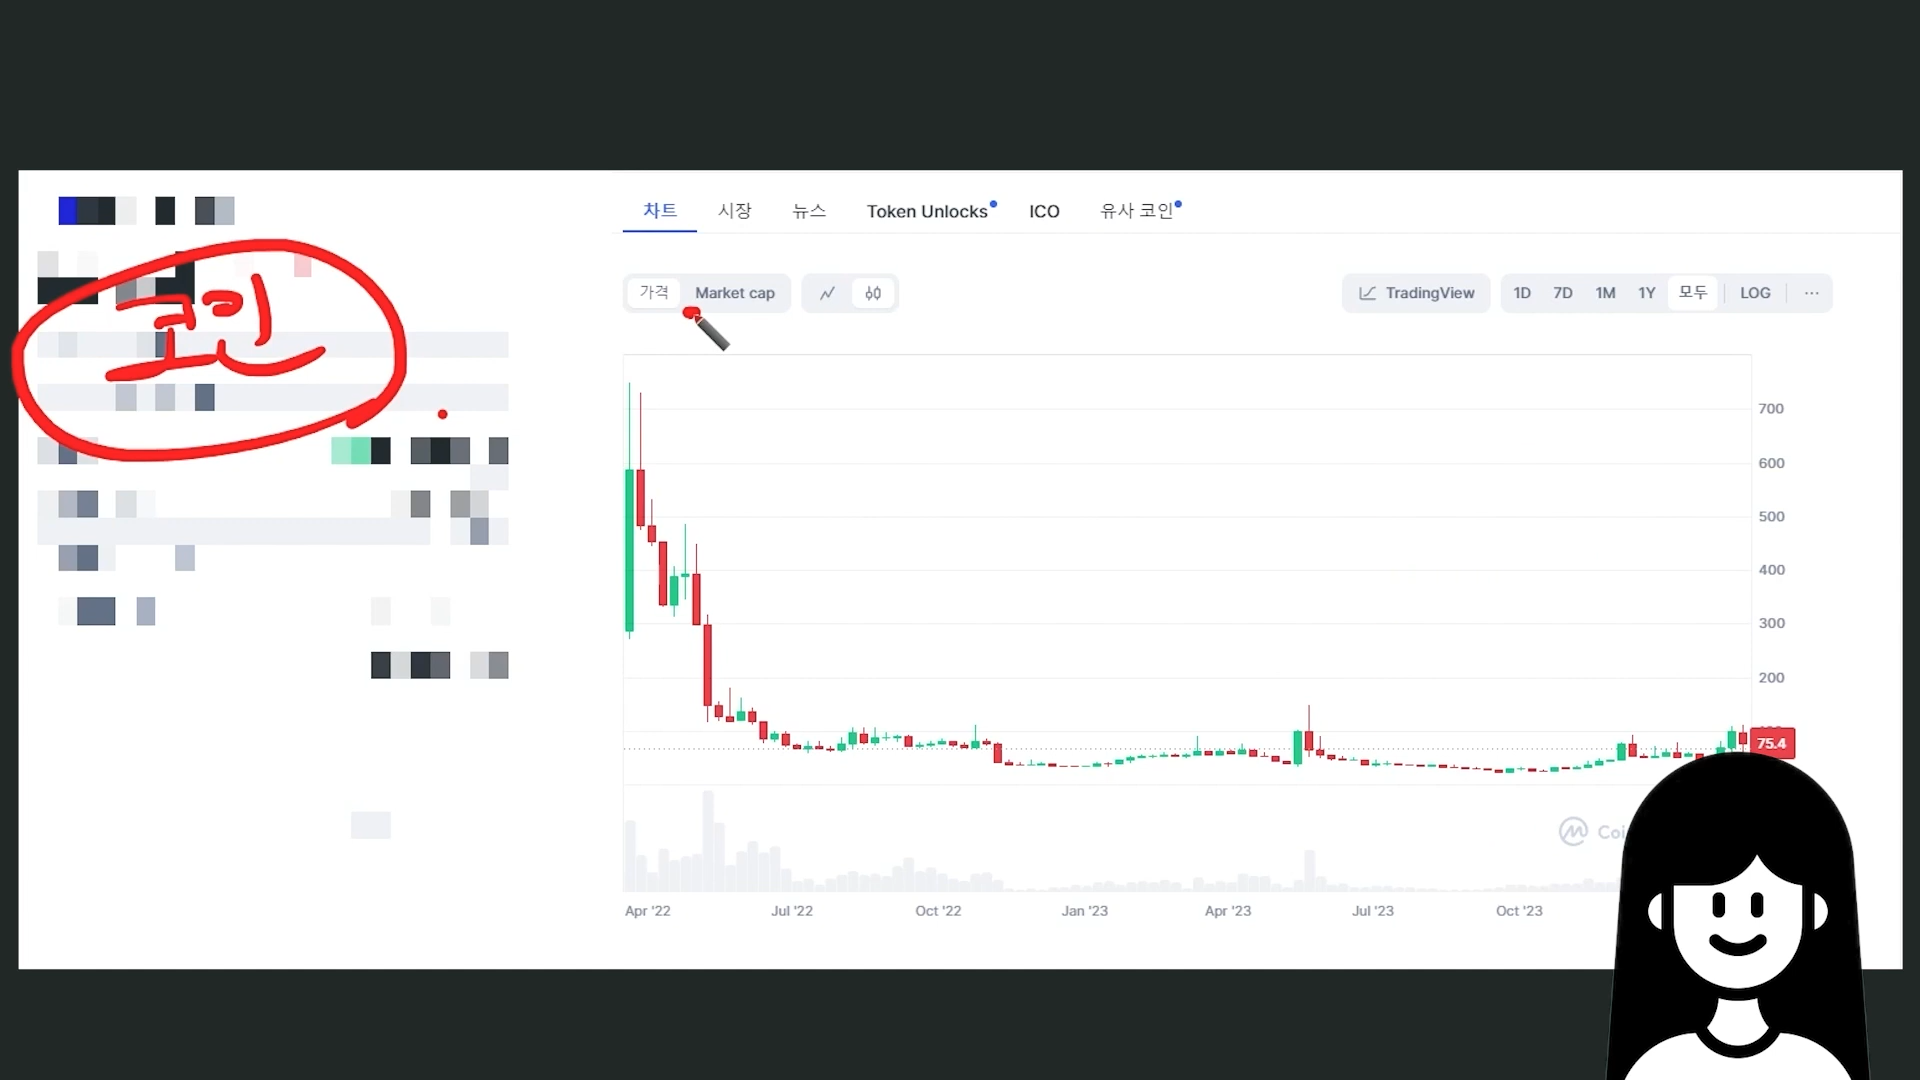 차트 시장 뉴스 Token Unlocks ICO 유사 코인
코인
가격 Market cap TradingView 1D 7D 1M 1Y 모두 LOG ...
700
600
500
400
300
200
75.4
Apr '22 Jul '22 Oct '22 Jan '23 Apr '23 Jul '23 Oct '23